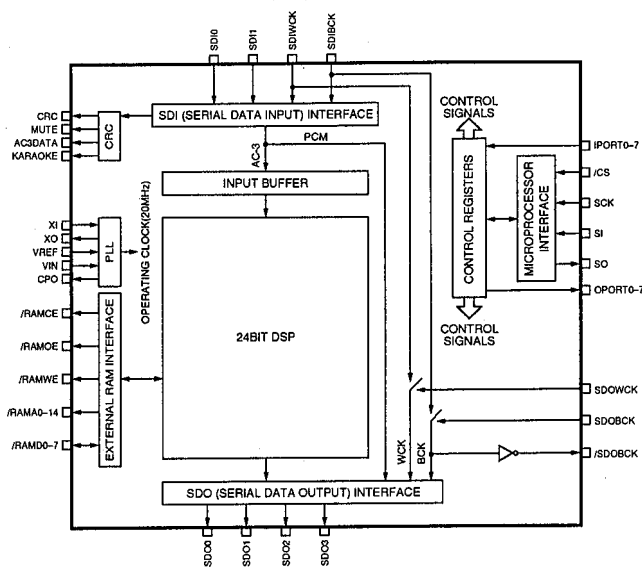 SDI0
SDI1
SDIWCK
SDIBCK
CRC
MUTE
AC3DATA
KARAOKE
CRC
SDI (SERIAL DATA INPUT) INTERFACE
AC-3
PCM
INPUT BUFFER
CONTROL
SIGNALS
CONTROL REGISTERS
MICROPROCESSOR
INTERFACE
IPORT0-7
/CS
SCK
SI
SO
OPORT0-7
CONTROL
SIGNALS
XI
XO
VREF
VIN
CPO
PLL
OPERATING CLOCK(20MHz)
/RAMCE
/RAMOE
/RAMWE
/RAMA0-14
/RAMD0-7
EXTERNAL RAM INTERFACE
24BIT DSP
SDOWCK
SDOBCK
/SDOBCK
WCK
BCK
SDO (SERIAL DATA OUTPUT) INTERFACE
SDO0
SDO1
SDO2
SDO3